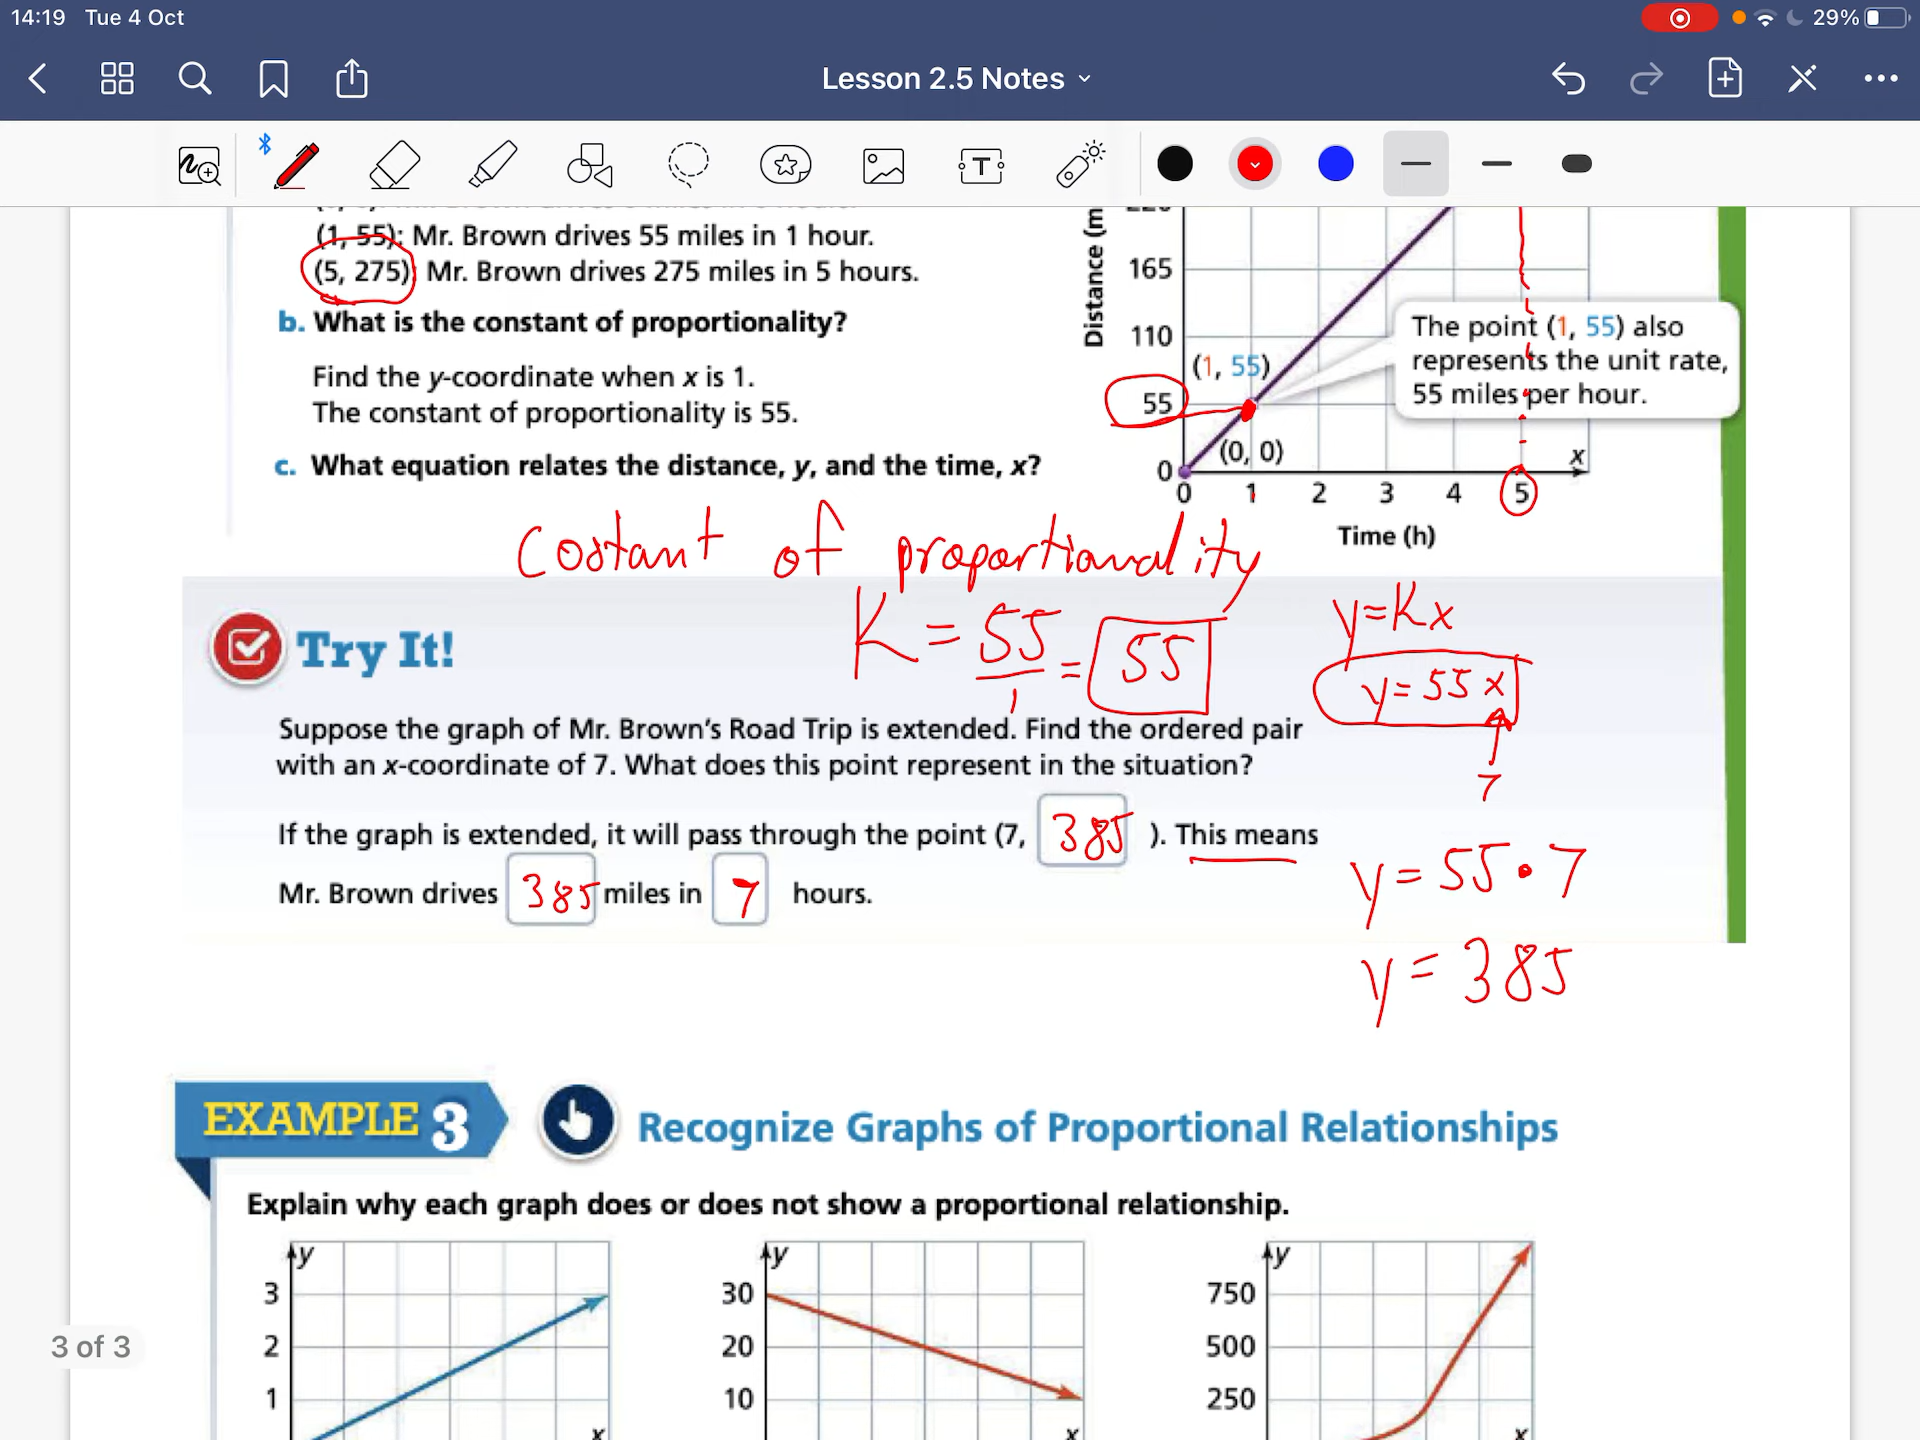 14:19 Tue 4 Oct
29%
Lesson 2.5 Notes
T
(1, 55): Mr. Brown drives 55 miles in 1 hour.
(5, 275): Mr. Brown drives 275 miles in 5 hours.
b. What is the constant of proportionality?
Find the y-coordinate when x is 1.
The constant of proportionality is 55.
c. What equation relates the distance, y, and the time, x?
Distance (m
220
165
110
55
0
(1, 55)
(0, 0)
x
0 1 2 3 4 5
Time (h)
The point (1, 55) also
represents the unit rate,
55 miles per hour.
Costant of proportionality
K = 55/1 = 55
y=Kx
y=55x
7
Try It!
Suppose the graph of Mr. Brown's Road Trip is extended. Find the ordered pair
with an x-coordinate of 7. What does this point represent in the situation?
If the graph is extended, it will pass through the point (7, 385 ). This means
Mr. Brown drives 385 miles in 7 hours.
y = 55 • 7
y = 385
EXAMPLE 3 Recognize Graphs of Proportional Relationships
Explain why each graph does or does not show a proportional relationship.
y
3
2
1
x
y
30
20
10
x
y
750
500
250
x
3 of 3